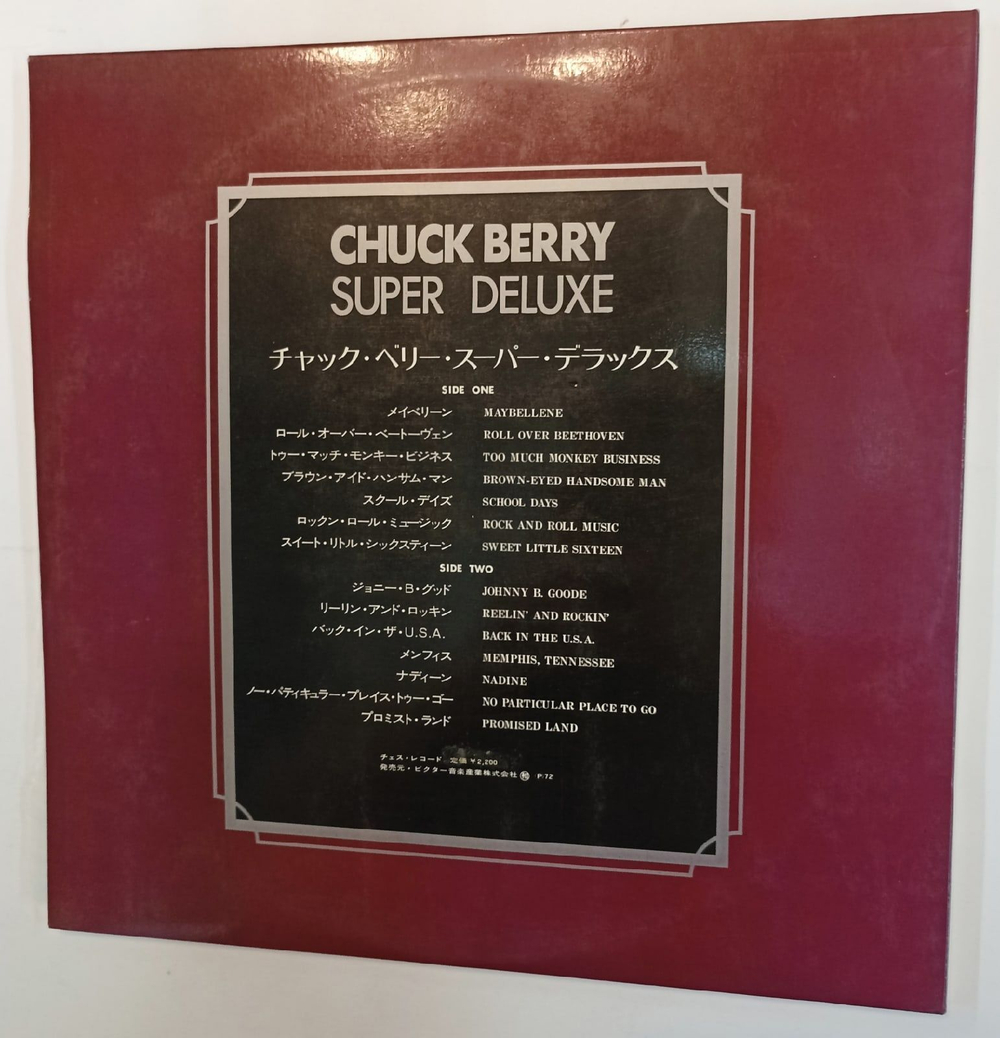 CHUCK BERRY
SUPER DELUXE
チャック・ベリー・スーパー・デラックス
SIDE ONE
メイベリーン MAYBELLENE
ロール・オーバー・ベートーヴェン ROLL OVER BEETHOVEN
トゥー・マッチ・モンキー・ビジネス TOO MUCH MONKEY BUSINESS
ブラウン・アイド・ハンサム・マン BROWN-EYED HANDSOME MAN
スクール・デイズ SCHOOL DAYS
ロックン・ロール・ミュージック ROCK AND ROLL MUSIC
スイート・リトル・シックスティーン SWEET LITTLE SIXTEEN
SIDE TWO
ジョニー・B・グッド JOHNNY B. GOODE
リーリン・アンド・ロッキン REELIN' AND ROCKIN'
バック・イン・ザ・U.S.A. BACK IN THE U.S.A.
メンフィス MEMPHIS, TENNESSEE
ナディーン NADINE
ノー・パティキュラー・プレイス・トゥー・ゴー NO PARTICULAR PLACE TO GO
プロミスト・ランド PROMISED LAND
チェス・レコード 定価 ¥2,200
発売元・ビクター音楽産業株式会社 P-72